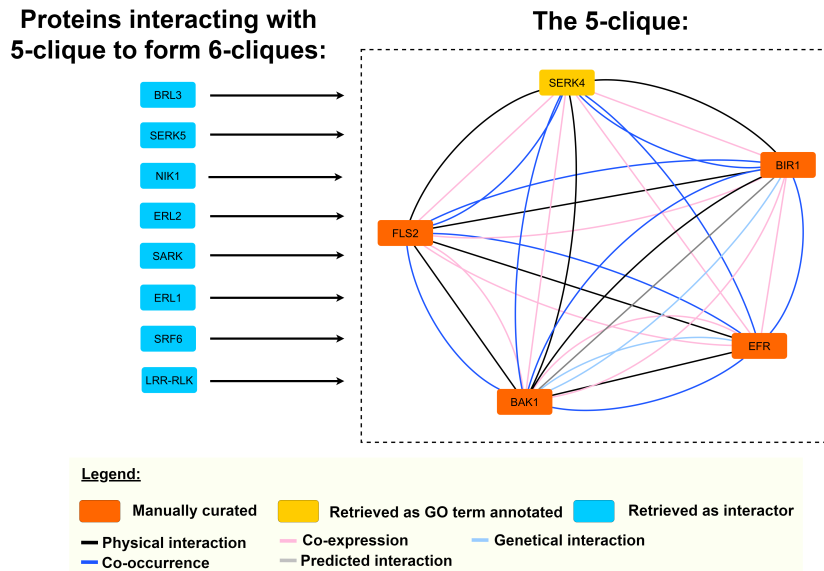 Proteins interacting with
5-clique to form 6-cliques:
The 5-clique:
BRL3
SERK5
NIK1
ERL2
SARK
ERL1
SRF6
LRR-RLK
SERK4
BIR1
FLS2
EFR
BAK1
Legend:
Manually curated
Retrieved as GO term annotated
Retrieved as interactor
Physical interaction
Co-expression
Genetical interaction
Co-occurrence
Predicted interaction